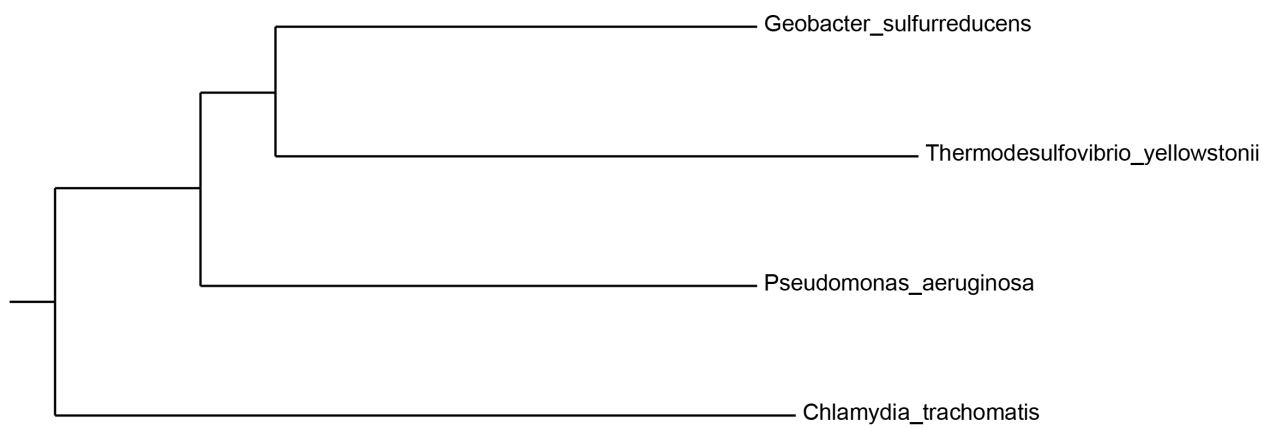 Geobacter_sulfurreducens
Thermodesulfovibrio_yellowstonii
Pseudomonas_aeruginosa
Chlamydia_trachomatis